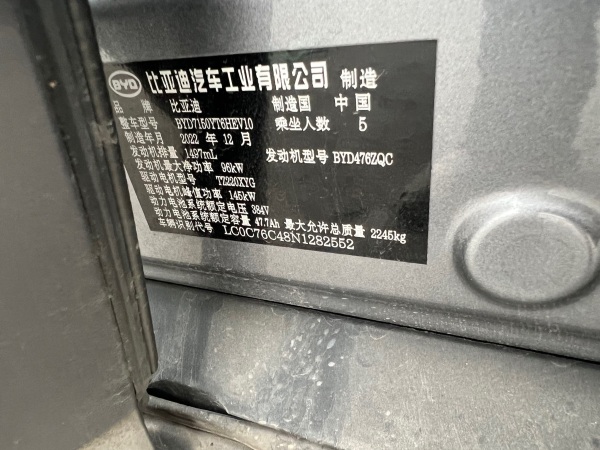 BYD 比亚迪汽车工业有限公司 制造
品牌 比亚迪 制造国 中国
整车型号 BYD7150YT6HEV10 乘坐人数 5
制造年月 2022 年 12 月
发动机排量 1497mL 发动机型号 BYD476ZQC
发动机最大净功率 96kW
驱动电机型号 TZ220XYG
驱动电机峰值功率 145kW
动力电池系统额定电压 384V
动力电池系统额定容量 47.7Ah 最大允许总质量 2245kg
车辆识别代号 LC0C76C48N1282552